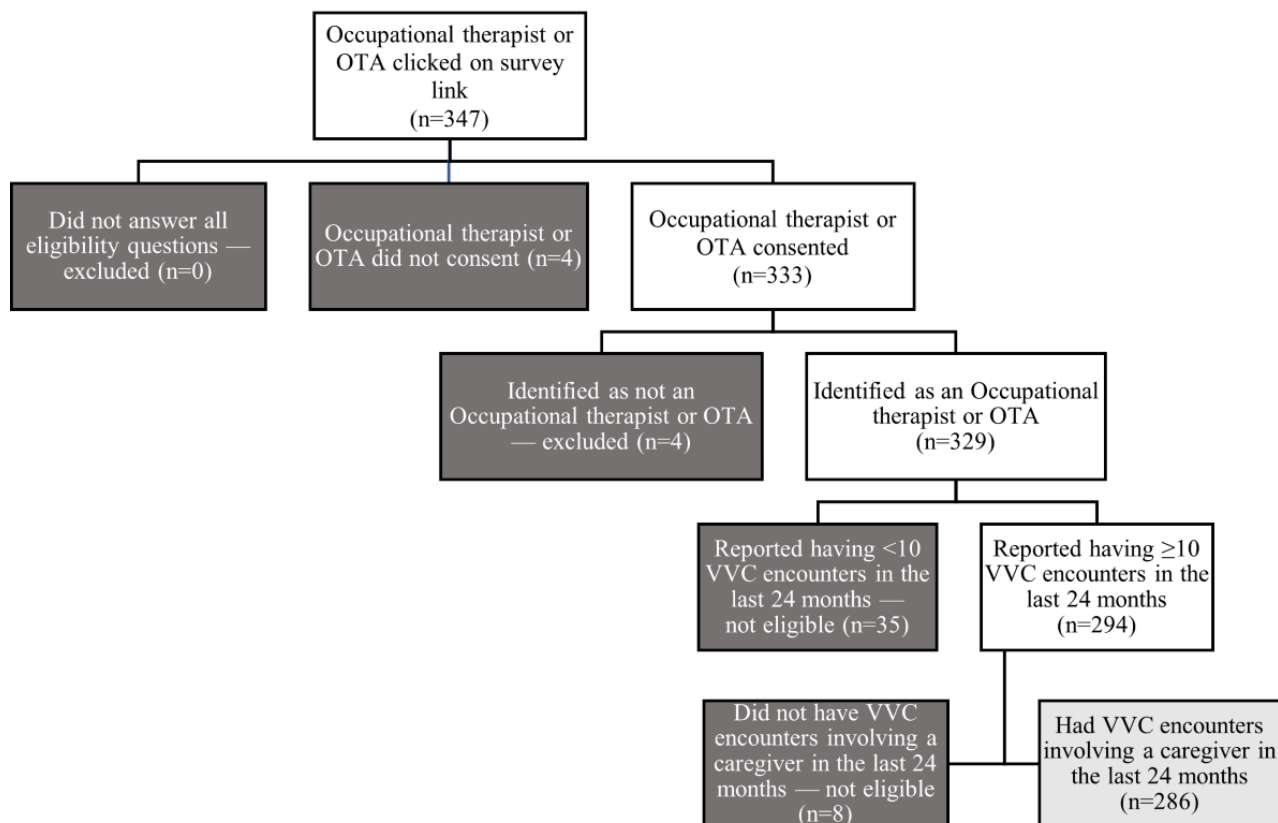 Occupational therapist or
OTA clicked on survey
link
(n=347)
Did not answer all
eligibility questions —
excluded (n=0)
Occupational therapist or
OTA did not consent (n=4)
Occupational therapist or
OTA consented
(n=333)
Identified as not an
Occupational therapist or OTA
— excluded (n=4)
Identified as an Occupational
therapist or OTA
(n=329)
Reported having <10
VVC encounters in the
last 24 months —
not eligible (n=35)
Reported having ≥10
VVC encounters in the
last 24 months
(n=294)
Did not have VVC
encounters involving a
caregiver in the last 24
months — not eligible
(n=8)
Had VVC encounters
involving a caregiver in
the last 24 months
(n=286)